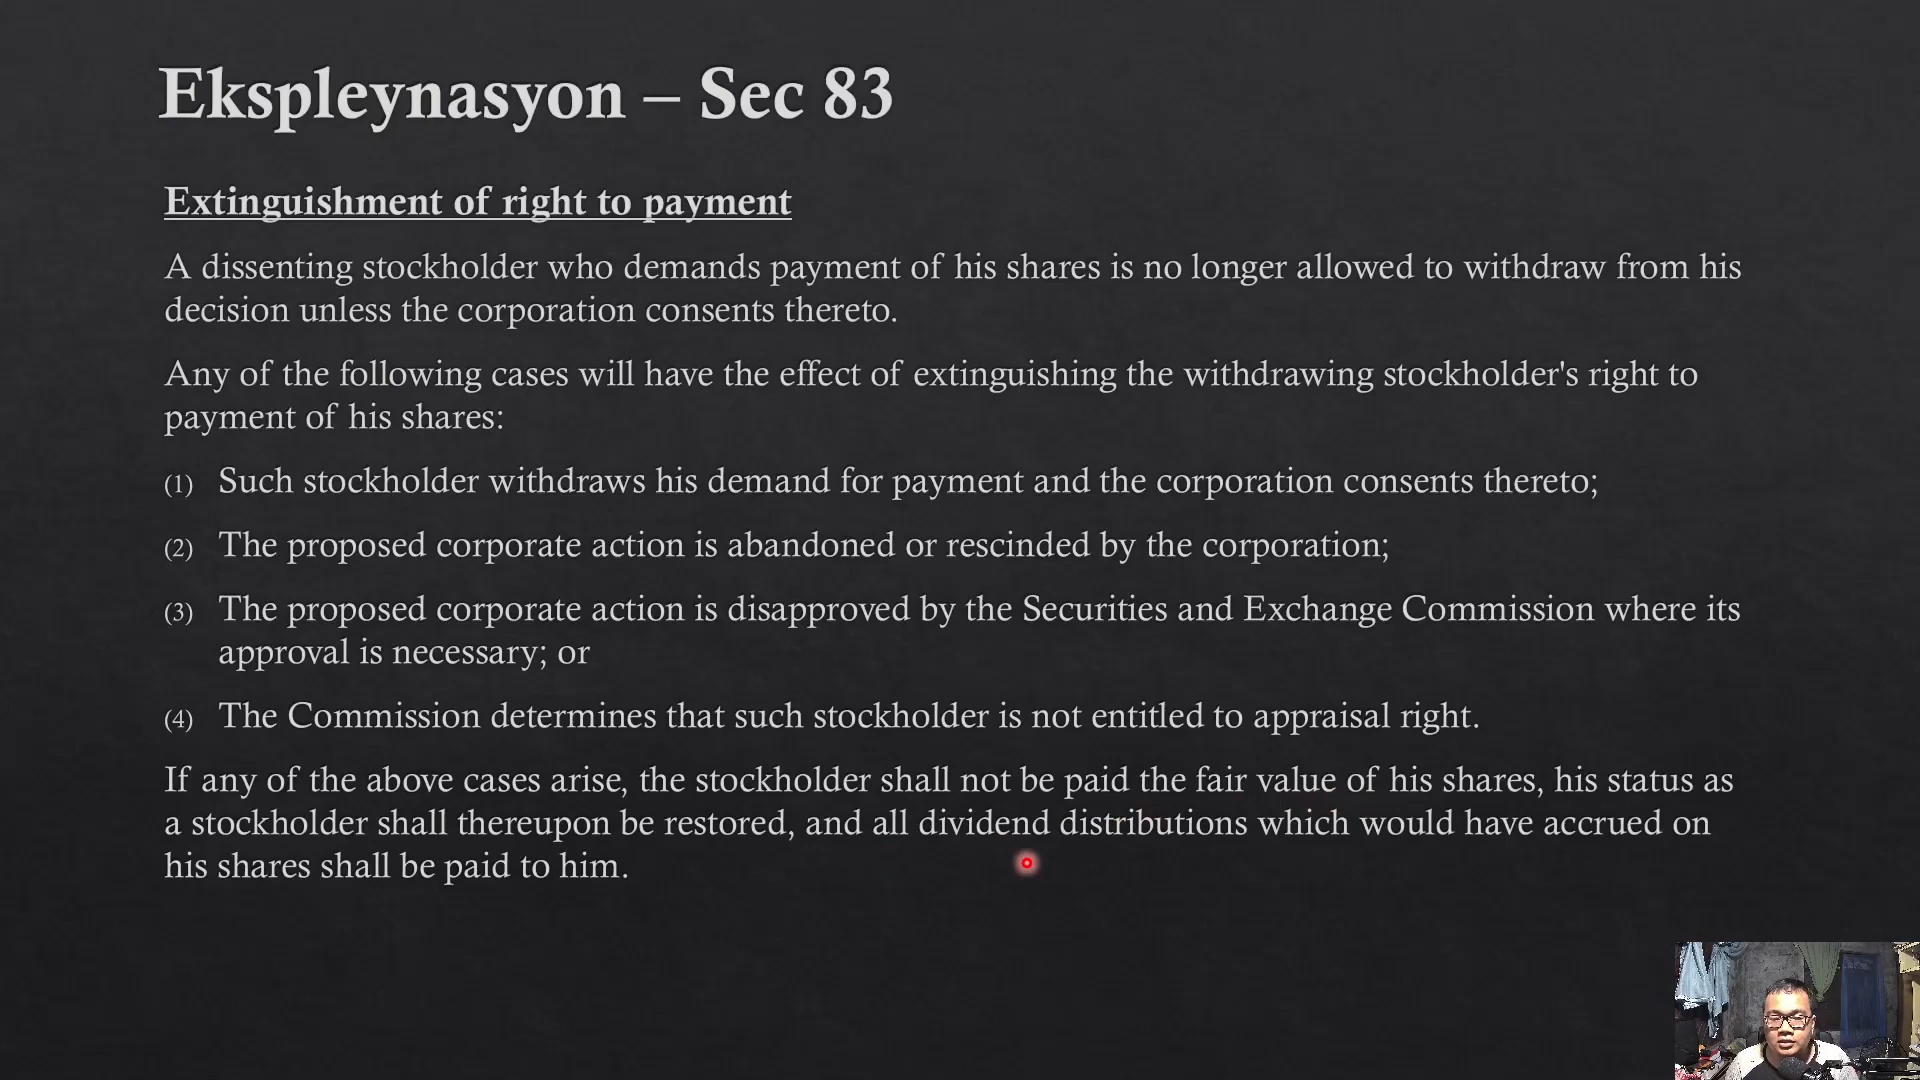 Ekspleynasyon – Sec 83
Extinguishment of right to payment
A dissenting stockholder who demands payment of his shares is no longer allowed to withdraw from his
decision unless the corporation consents thereto.
Any of the following cases will have the effect of extinguishing the withdrawing stockholder's right to
payment of his shares:
(1) Such stockholder withdraws his demand for payment and the corporation consents thereto;
(2) The proposed corporate action is abandoned or rescinded by the corporation;
(3) The proposed corporate action is disapproved by the Securities and Exchange Commission where its
approval is necessary; or
(4) The Commission determines that such stockholder is not entitled to appraisal right.
If any of the above cases arise, the stockholder shall not be paid the fair value of his shares, his status as
a stockholder shall thereupon be restored, and all dividend distributions which would have accrued on
his shares shall be paid to him.